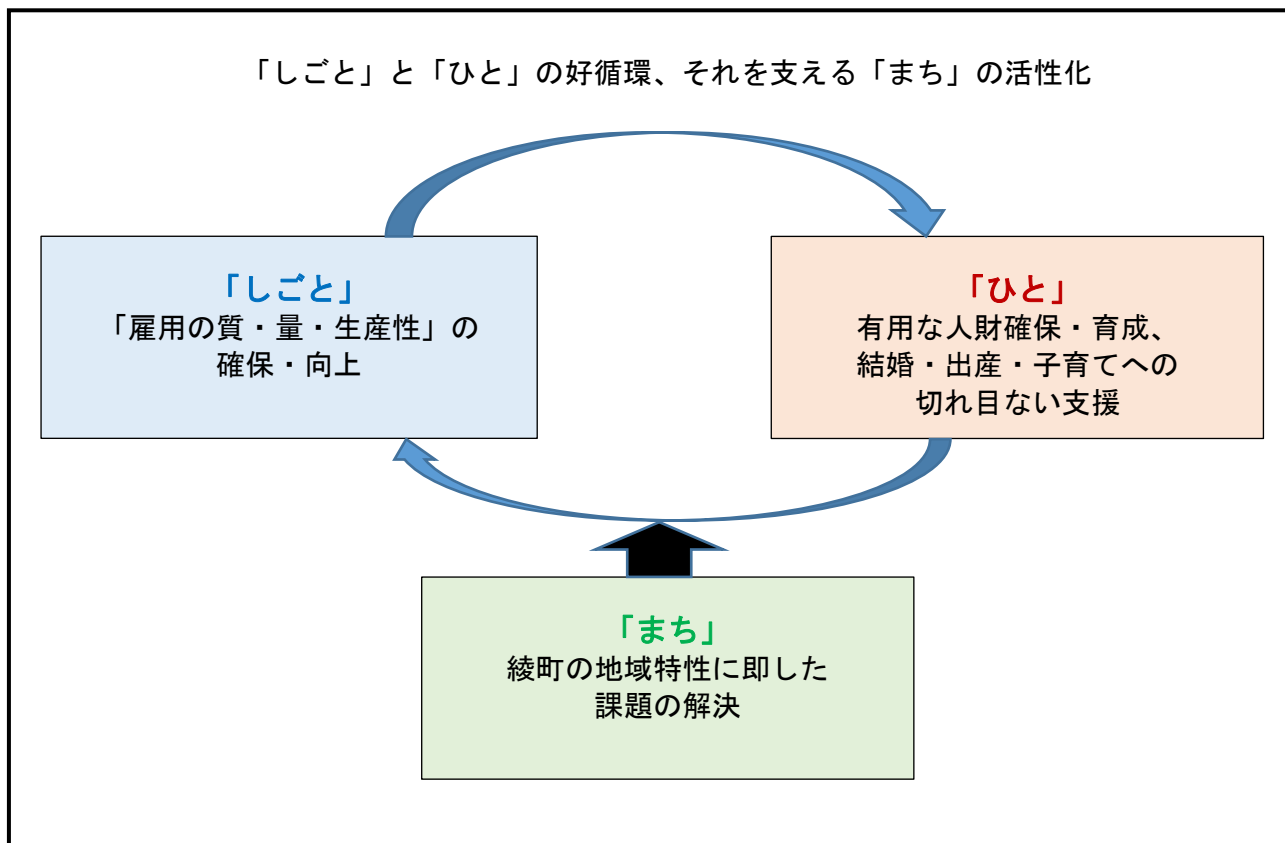 「しごと」と「ひと」の好循環、それを支える「まち」の活性化
「しごと」
「雇用の質・量・生産性」の
確保・向上
「ひと」
有用な人財確保・育成、
結婚・出産・子育てへの
切れ目ない支援
「まち」
綾町の地域特性に即した
課題の解決